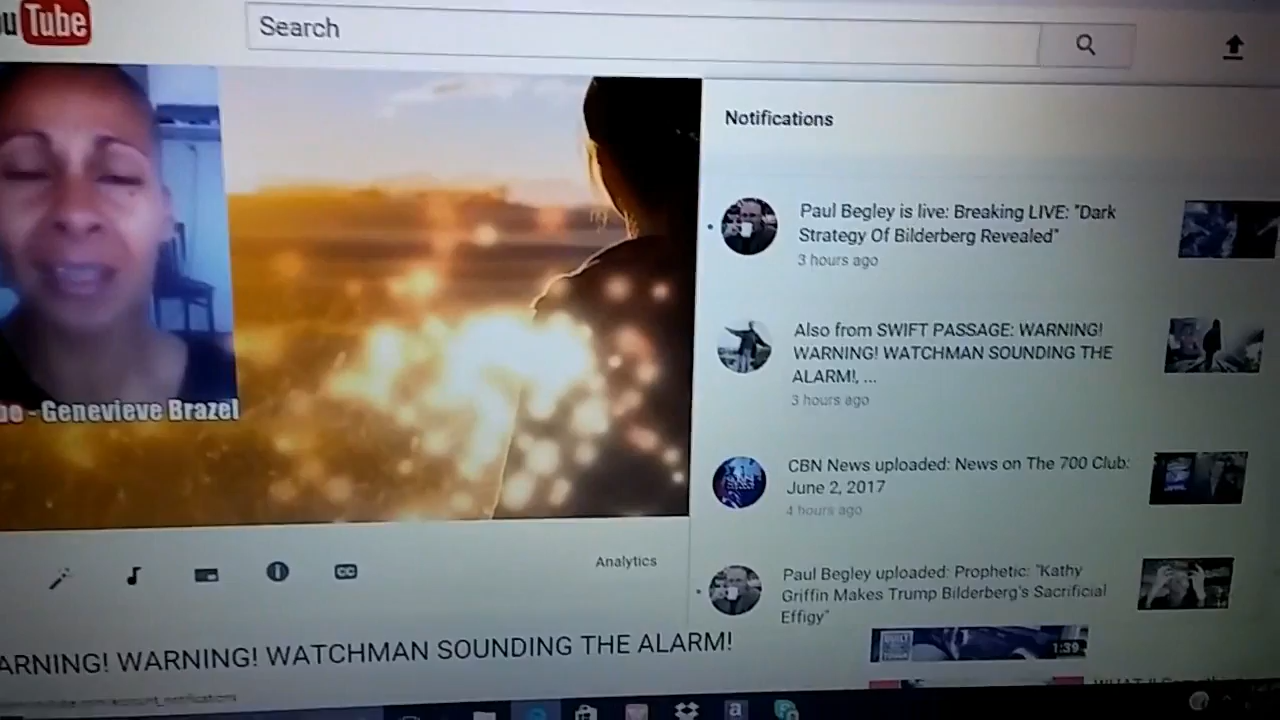 uTube
Search
Notifications
Paul Begley is live: Breaking LIVE: "Dark
Strategy Of Bilderberg Revealed"
3 hours ago
Also from SWIFT PASSAGE: WARNING!
WARNING! WATCHMAN SOUNDING THE
ALARM!, ...
3 hours ago
- Genevieve Brazel
CBN News uploaded: News on The 700 Club:
June 2, 2017
4 hours ago
Analytics
CC
Paul Begley uploaded: Prophetic: "Kathy
Griffin Makes Trump Bilderberg's Sacrificial
Effigy"
ARNING! WARNING! WATCHMAN SOUNDING THE ALARM!
1:39